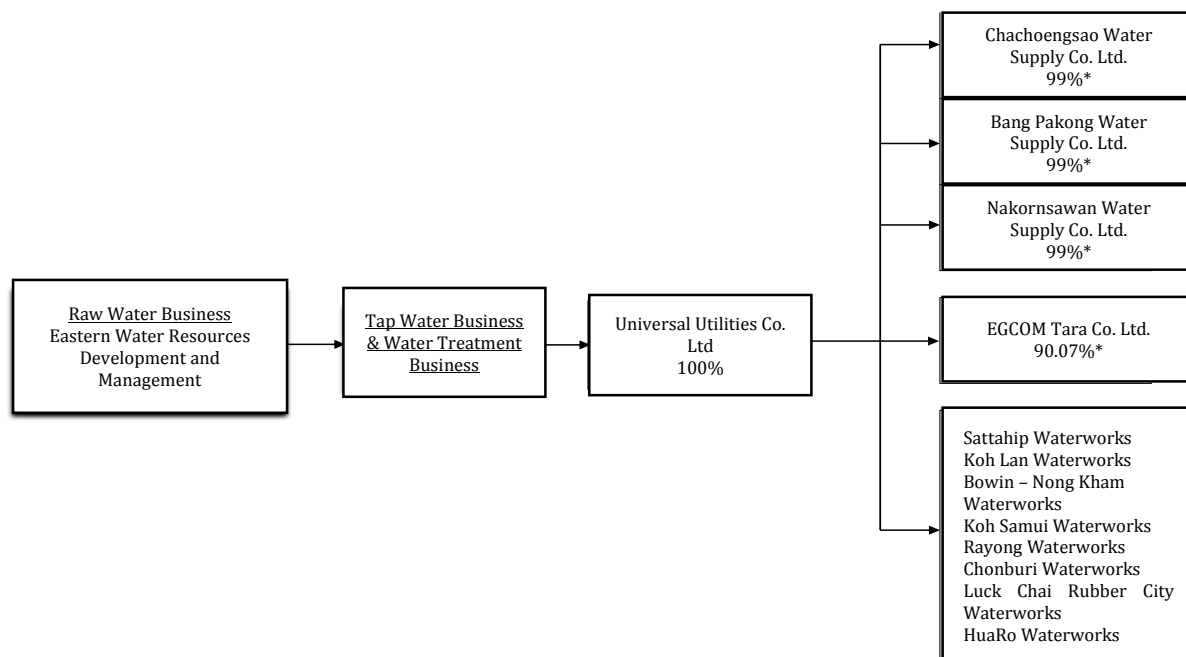 Chachoengsao Water
Supply Co. Ltd.
99%*
Bang Pakong Water
Supply Co. Ltd.
99%*
Nakornsawan Water
Supply Co. Ltd.
99%*
Raw Water Business
Eastern Water Resources
Development and
Management
Tap Water Business
& Water Treatment
Business
Universal Utilities Co.
Ltd
100%
EGCOM Tara Co. Ltd.
90.07%*
Sattahip Waterworks
Koh Lan Waterworks
Bowin – Nong Kham
Waterworks
Koh Samui Waterworks
Rayong Waterworks
Chonburi Waterworks
Luck Chai Rubber City
Waterworks
HuaRo Waterworks